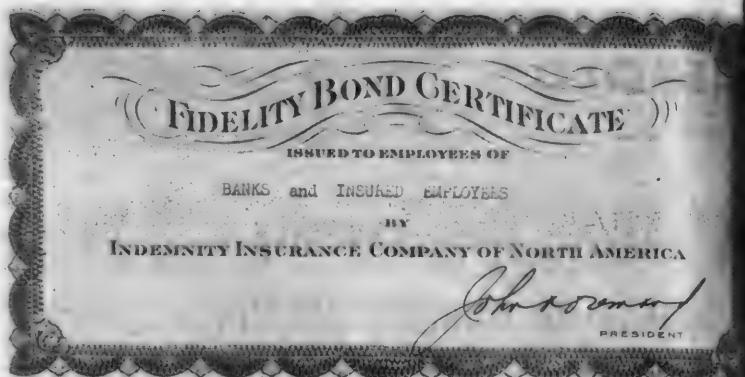 FIDELITY BOND CERTIFICATE
ISSUED TO EMPLOYEES OF
BANKS and INSURED EMPLOYEES
BY
INDEMNITY INSURANCE COMPANY OF NORTH AMERICA
John
PRESIDENT